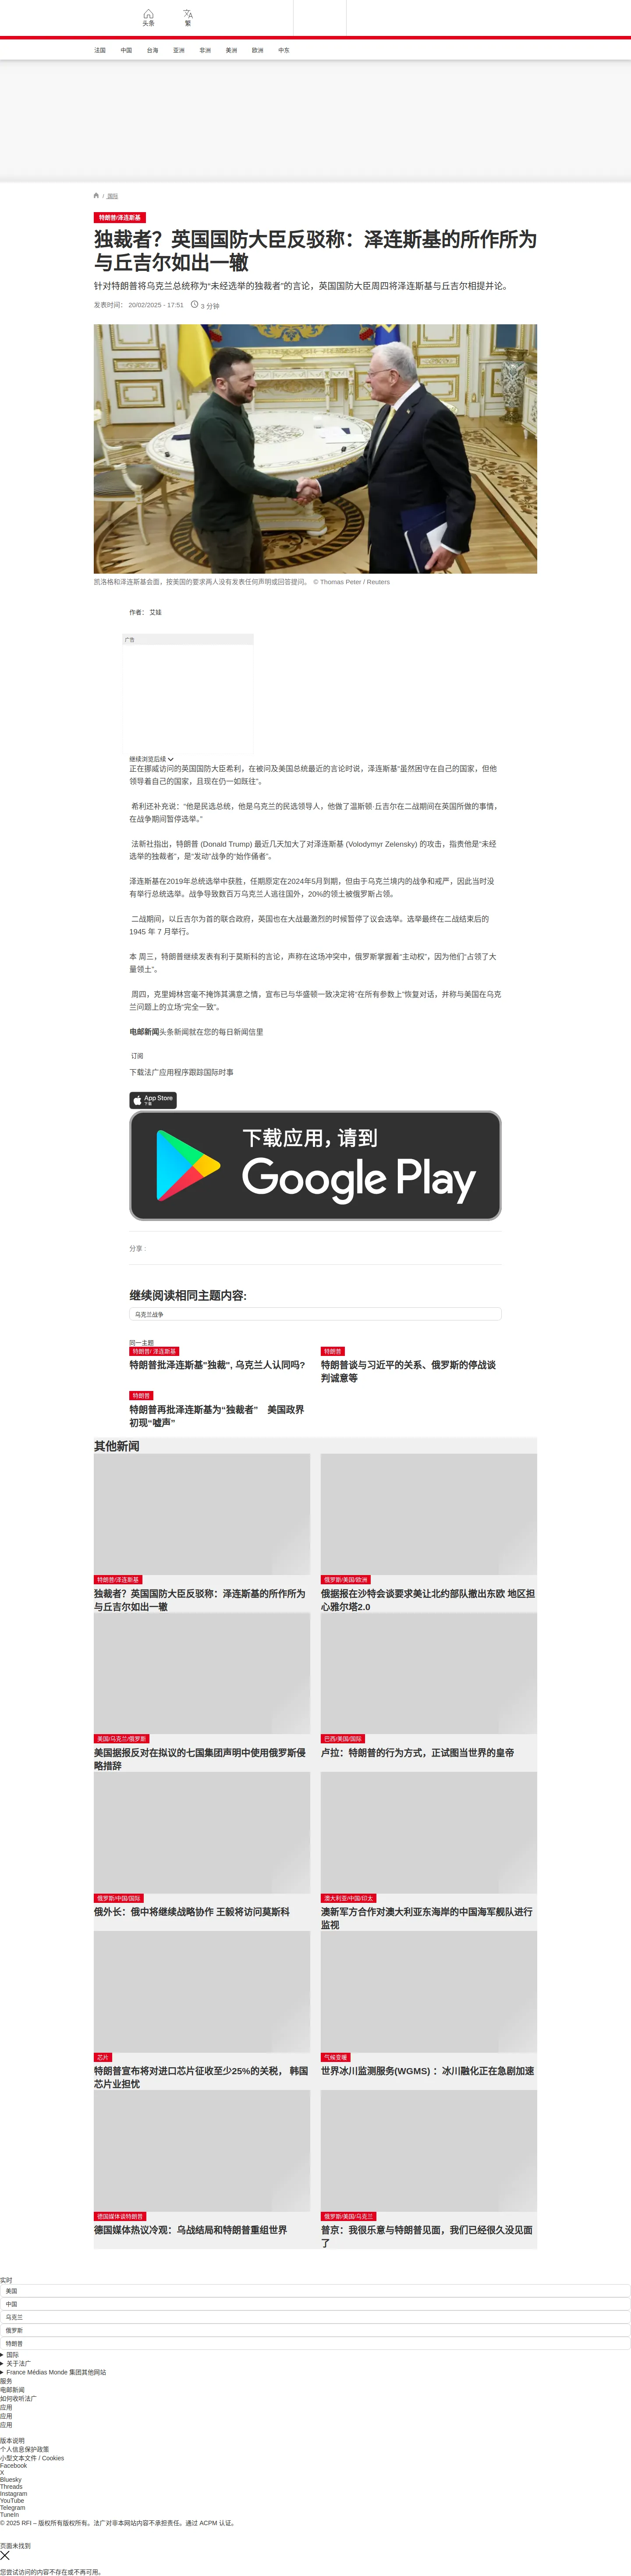 头条
繁
法国
中国
台海
亚洲
非洲
美洲
欧洲
中东
/ 国际
特朗普/泽连斯基
独裁者？英国国防大臣反驳称：泽连斯基的所作所为
与丘吉尔如出一辙
针对特朗普将乌克兰总统称为“未经选举的独裁者”的言论，英国国防大臣周四将泽连斯基与丘吉尔相提并论。
发表时间： 20/02/2025 - 17:51
3 分钟
凯洛格和泽连斯基会面，按美国的要求两人没有发表任何声明或回答提问。 © Thomas Peter / Reuters
作者： 艾娃
广告
继续浏览后续
正在挪威访问的英国国防大臣希利，在被问及美国总统最近的言论时说，泽连斯基“虽然困守在自己的国家，但他
领导着自己的国家，且现在仍一如既往”。
希利还补充说：“他是民选总统，他是乌克兰的民选领导人，他做了温斯顿·丘吉尔在二战期间在英国所做的事情，
在战争期间暂停选举。”
法新社指出，特朗普 (Donald Trump) 最近几天加大了对泽连斯基 (Volodymyr Zelensky) 的攻击，指责他是“未经
选举的独裁者”，是“发动”战争的“始作俑者”。
泽连斯基在2019年总统选举中获胜，任期原定在2024年5月到期，但由于乌克兰境内的战争和戒严，因此当时没
有举行总统选举。战争导致数百万乌克兰人逃往国外，20%的领土被俄罗斯占领。
二战期间，以丘吉尔为首的联合政府，英国也在大战最激烈的时候暂停了议会选举。选举最终在二战结束后的
1945 年 7 月举行。
本 周三，特朗普继续发表有利于莫斯科的言论，声称在这场冲突中，俄罗斯掌握着“主动权”，因为他们“占领了大
量领土”。
周四，克里姆林宫毫不掩饰其满意之情，宣布已与华盛顿一致决定将“在所有参数上”恢复对话，并称与美国在乌克
兰问题上的立场“完全一致”。
电邮新闻头条新闻就在您的每日新闻信里
订阅
下载法广应用程序跟踪国际时事
App Store
下载
下载应用，请到
Google Play
分享 :
继续阅读相同主题内容:
乌克兰战争
同一主题
特朗普/ 泽连斯基
特朗普批泽连斯基"独裁", 乌克兰人认同吗?
特朗普
特朗普谈与习近平的关系、俄罗斯的停战谈
判诚意等
特朗普
特朗普再批泽连斯基为“独裁者” 美国政界
初现“嘘声”
其他新闻
特朗普/泽连斯基
独裁者？英国国防大臣反驳称：泽连斯基的所作所为
与丘吉尔如出一辙
俄罗斯/美国/欧洲
俄据报在沙特会谈要求美让北约部队撤出东欧 地区担
心雅尔塔2.0
美国/乌克兰/俄罗斯
美国据报反对在拟议的七国集团声明中使用俄罗斯侵
略措辞
巴西/美国/国际
卢拉：特朗普的行为方式，正试图当世界的皇帝
俄罗斯/中国/国际
俄外长：俄中将继续战略协作 王毅将访问莫斯科
澳大利亚/中国/印太
澳新军方合作对澳大利亚东海岸的中国海军舰队进行
监视
芯片
特朗普宣布将对进口芯片征收至少25%的关税， 韩国
芯片业担忧
气候变暖
世界冰川监测服务(WGMS) ：冰川融化正在急剧加速
德国媒体谈特朗普
德国媒体热议冷观：乌战结局和特朗普重组世界
俄罗斯/美国/乌克兰
普京：我很乐意与特朗普见面，我们已经很久没见面
了
实时
美国
中国
乌克兰
俄罗斯
特朗普
国际
关于法广
France Médias Monde 集团其他网站
服务
电邮新闻
如何收听法广
应用
应用
应用
版本说明
个人信息保护政策
小型文本文件 / Cookies
Facebook
X
Bluesky
Threads
Instagram
YouTube
Telegram
TuneIn
© 2025 RFI – 版权所有版权所有。法广对非本网站内容不承担责任。通过 ACPM 认证。
页面未找到
您尝试访问的内容不存在或不再可用。